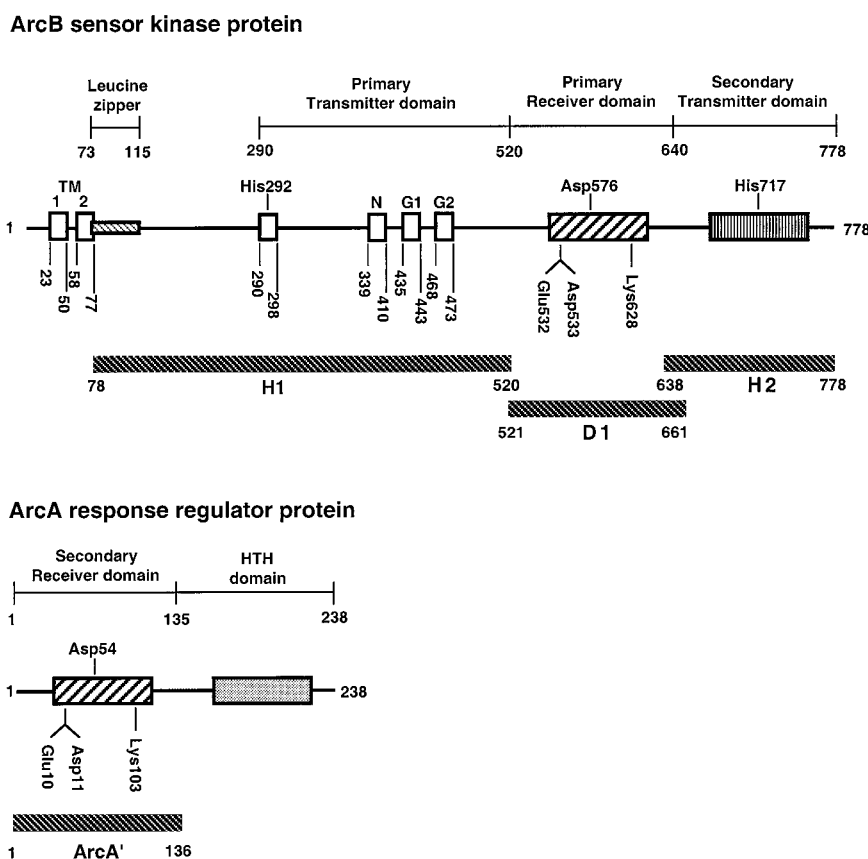 ArcB sensor kinase protein
Leucine
zipper
Primary
Transmitter domain
Primary
Receiver domain
Secondary
Transmitter domain
73 115
290 520 640 778
TM
1 2
His292
N G1 G2
Asp576
His717
1
778
23 50 58 77 290 298 339 410 435 443 468 473
Glu532 Asp533 Lys628
78 H1 520
638 H2 778
521 D1 661
ArcA response regulator protein
Secondary
Receiver domain
HTH
domain
1 135 238
Asp54
1
238
Glu10 Asp11 Lys103
1 ArcA' 136